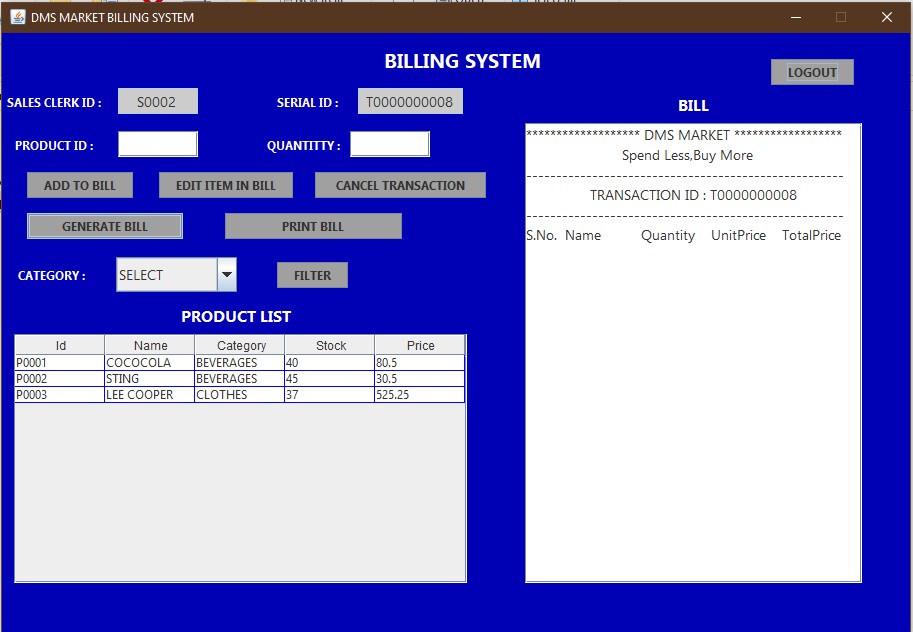 DMS MARKET BILLING SYSTEM
BILLING SYSTEM
LOGOUT
SALES CLERK ID : S0002 SERIAL ID : T0000000008
PRODUCT ID : QUANTITTY :
ADD TO BILL EDIT ITEM IN BILL CANCEL TRANSACTION
GENERATE BILL PRINT BILL
CATEGORY : SELECT FILTER
PRODUCT LIST
Id Name Category Stock Price
P0001 COCOCOLA BEVERAGES 40 80.5
P0002 STING BEVERAGES 45 30.5
P0003 LEE COOPER CLOTHES 37 525.25
BILL
******************* DMS MARKET ******************
Spend Less,Buy More
-----------------------------------------------------
TRANSACTION ID : T0000000008
-----------------------------------------------------
S.No. Name Quantity UnitPrice TotalPrice